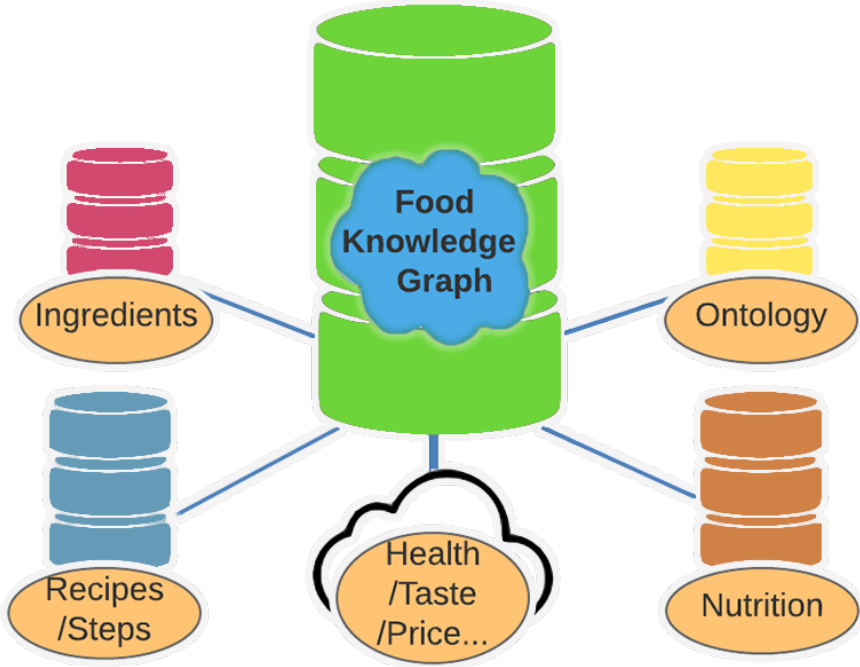 Food
Knowledge
Graph
Ingredients
Ontology
Recipes
/Steps
Health
/Taste
/Price...
Nutrition